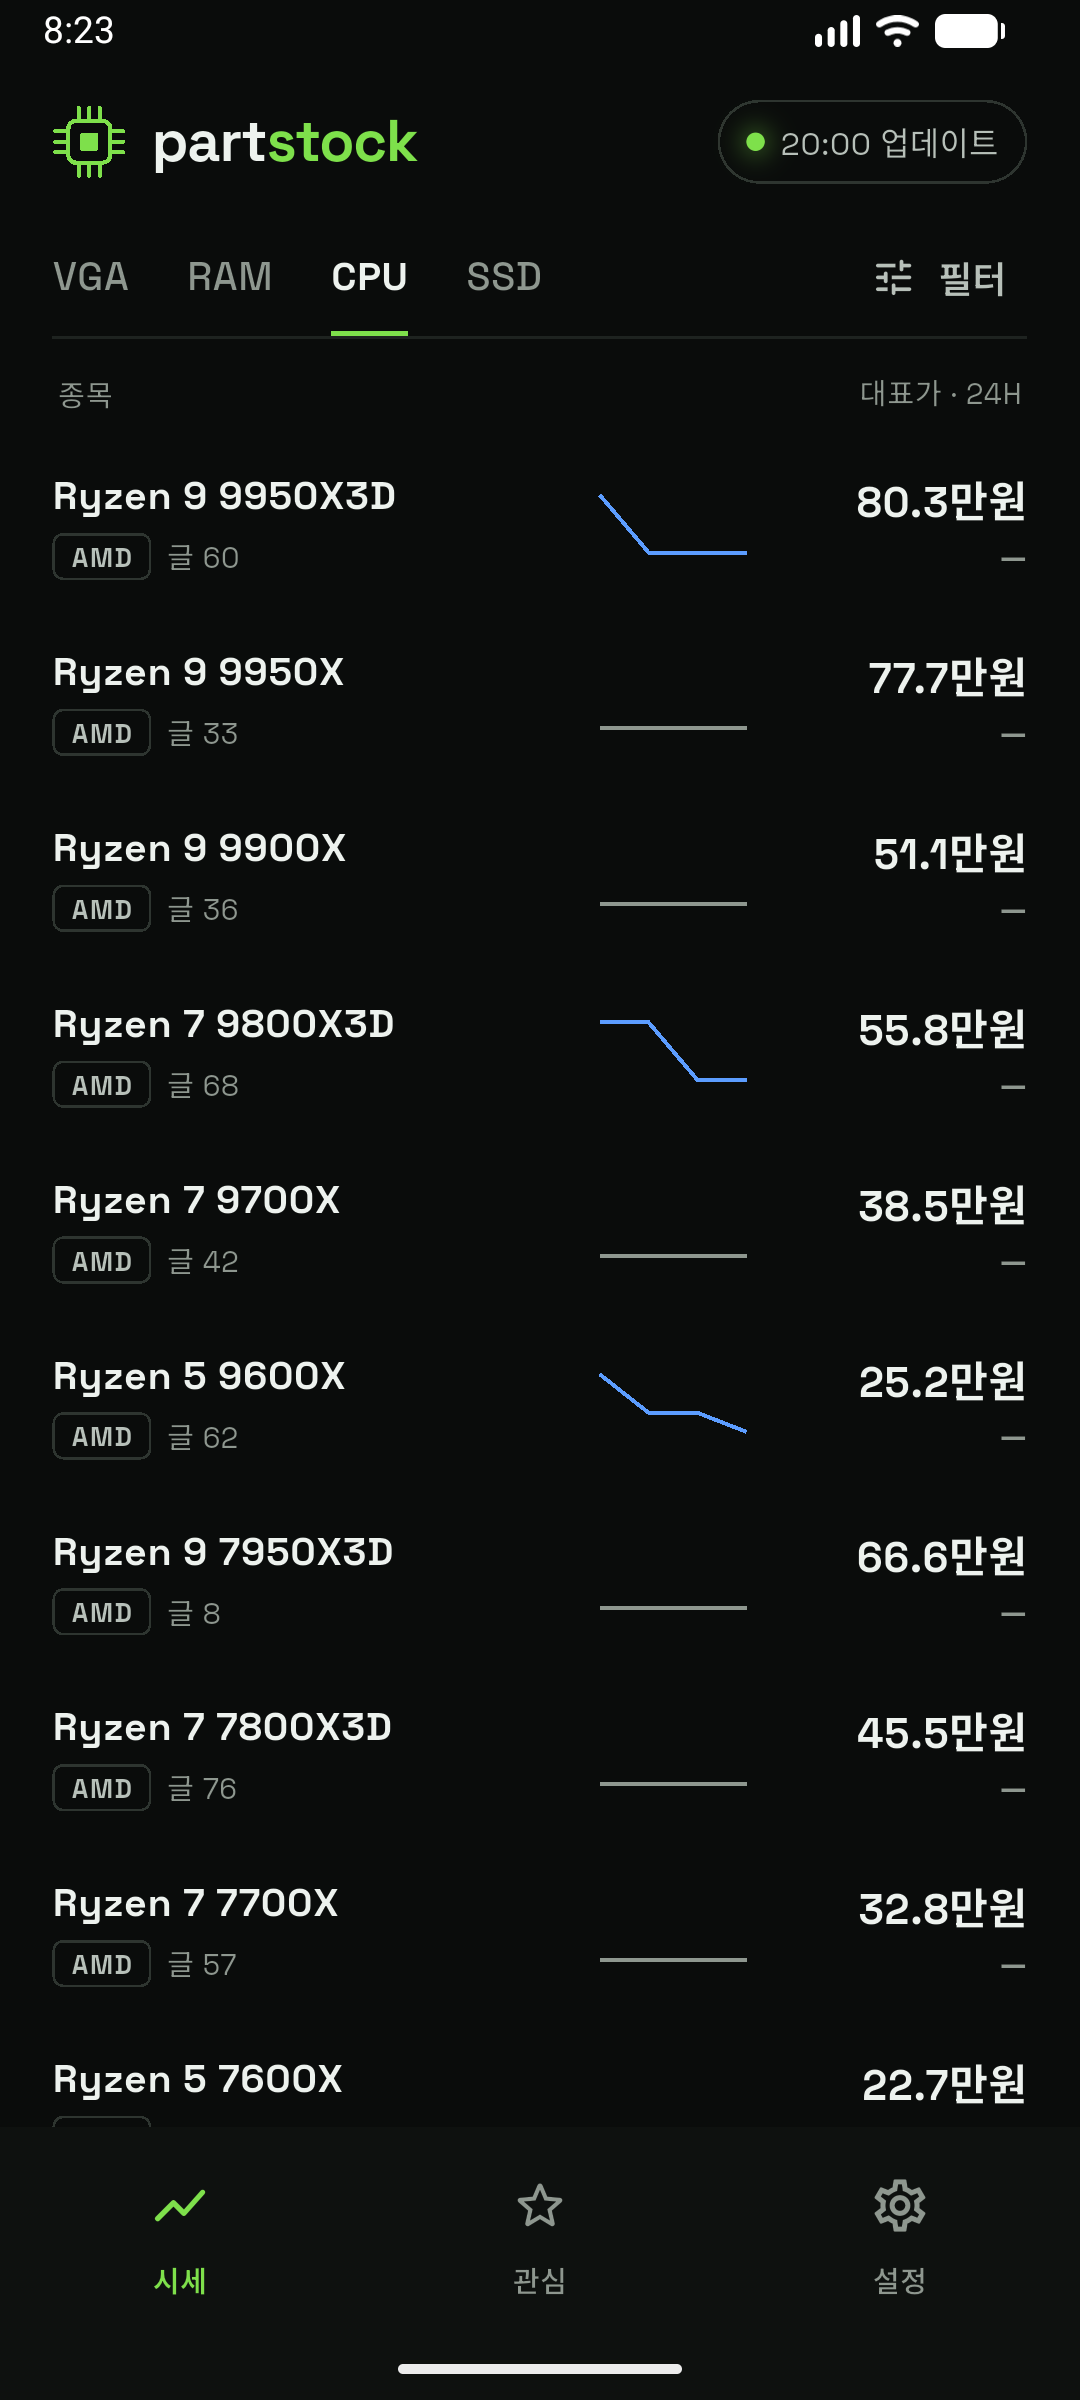 8:23
partstock
20:00 업데이트
VGA RAM CPU SSD 필터
종목 대표가 · 24H
Ryzen 9 9950X3D 80.3만원
AMD 글 60 —
Ryzen 9 9950X 77.7만원
AMD 글 33 —
Ryzen 9 9900X 51.1만원
AMD 글 36 —
Ryzen 7 9800X3D 55.8만원
AMD 글 68 —
Ryzen 7 9700X 38.5만원
AMD 글 42 —
Ryzen 5 9600X 25.2만원
AMD 글 62 —
Ryzen 9 7950X3D 66.6만원
AMD 글 8 —
Ryzen 7 7800X3D 45.5만원
AMD 글 76 —
Ryzen 7 7700X 32.8만원
AMD 글 57 —
Ryzen 5 7600X 22.7만원
시세 관심 설정